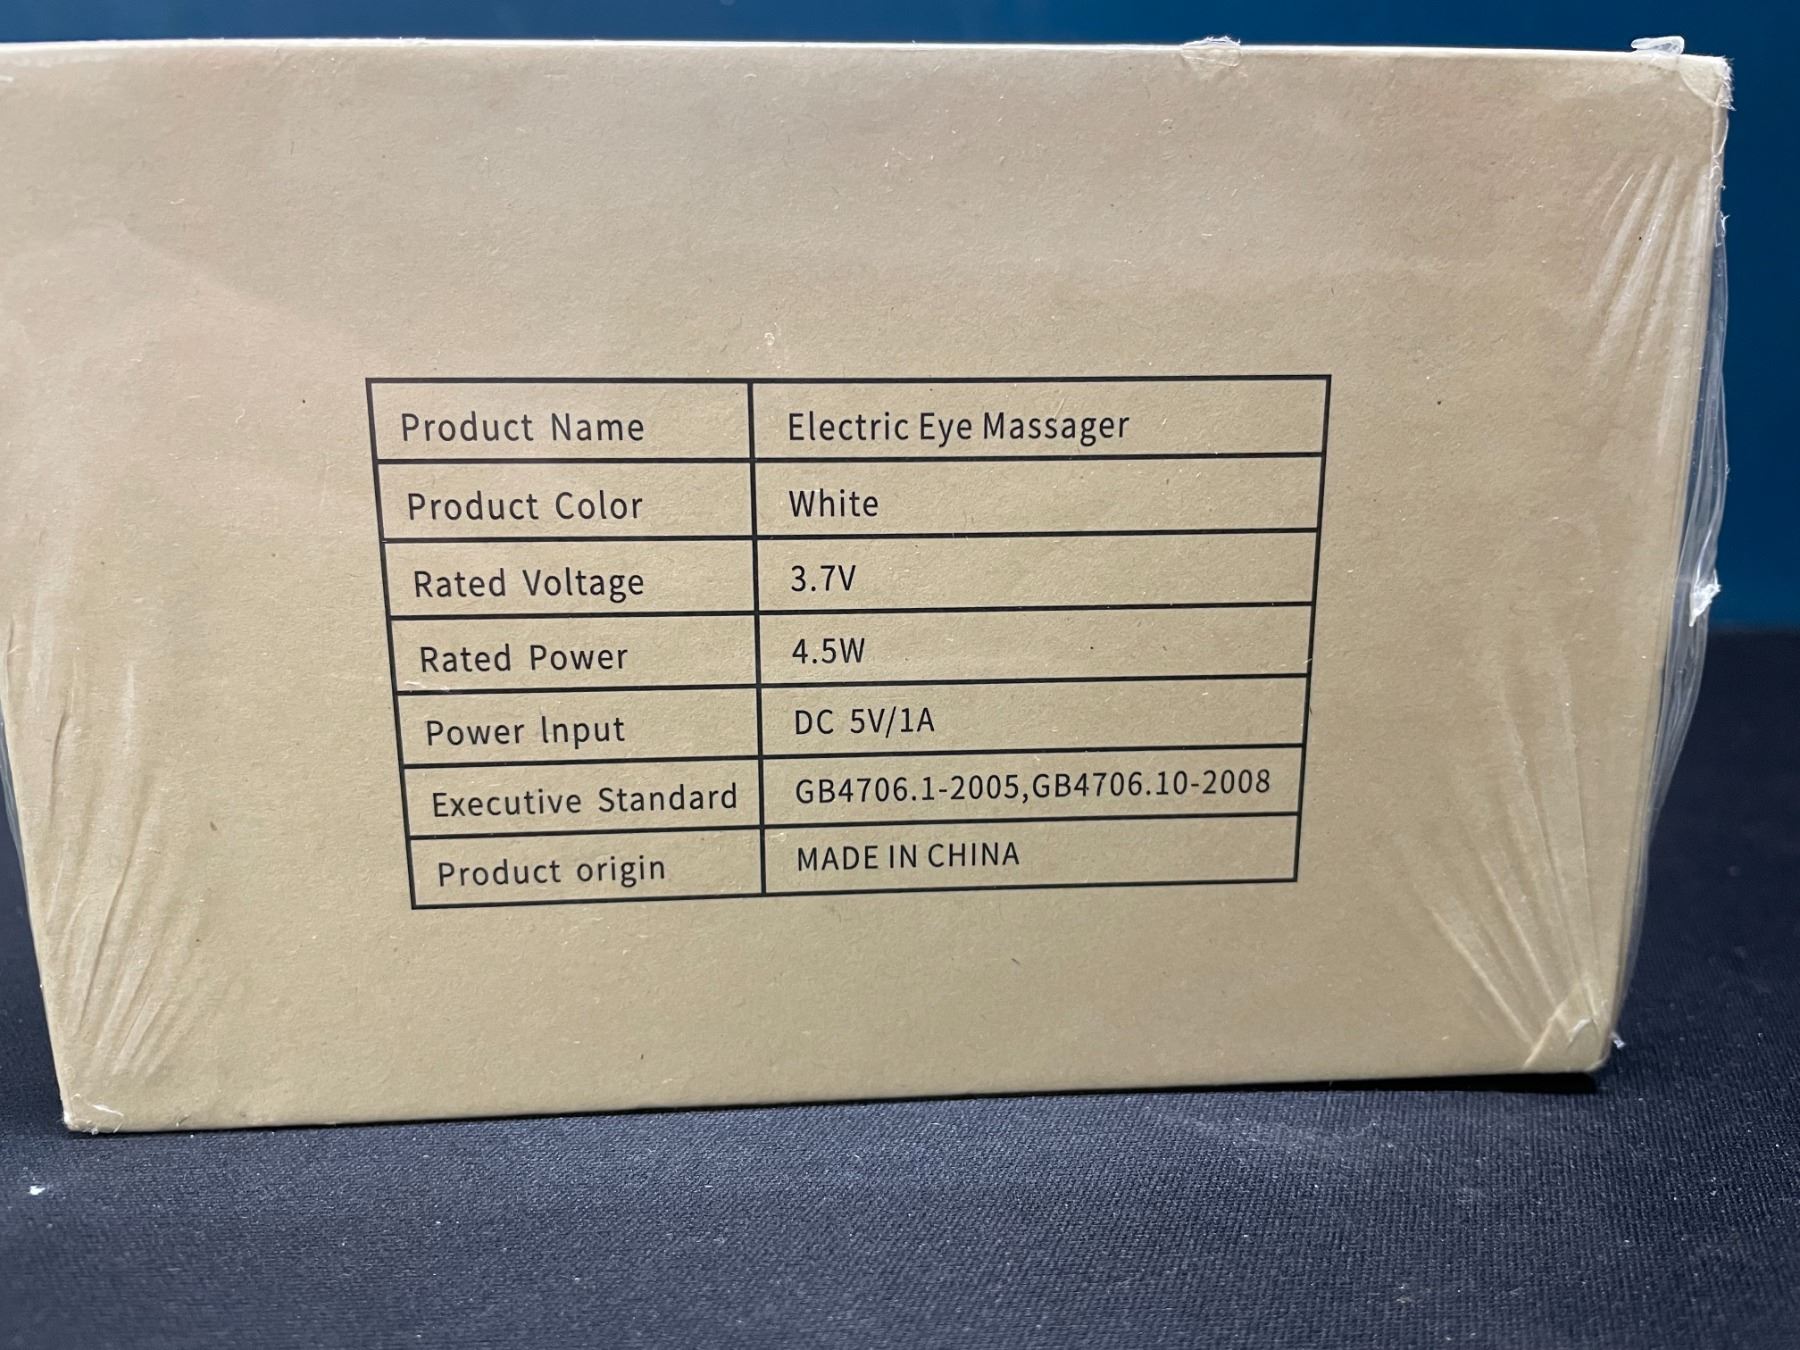 Product Name Electric Eye Massager
Product Color White
Rated Voltage 3.7V
Rated Power 4.5W
Power lnput DC 5V/1A
Executive Standard GB4706.1-2005,GB4706.10-2008
Product origin MADE IN CHINA